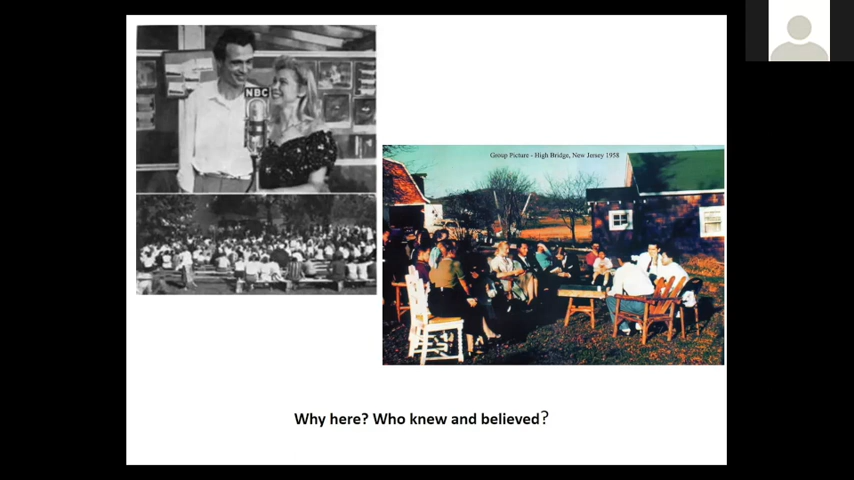 NBC
Group Picture - High Bridge, New Jersey 1958
Why here? Who knew and believed?